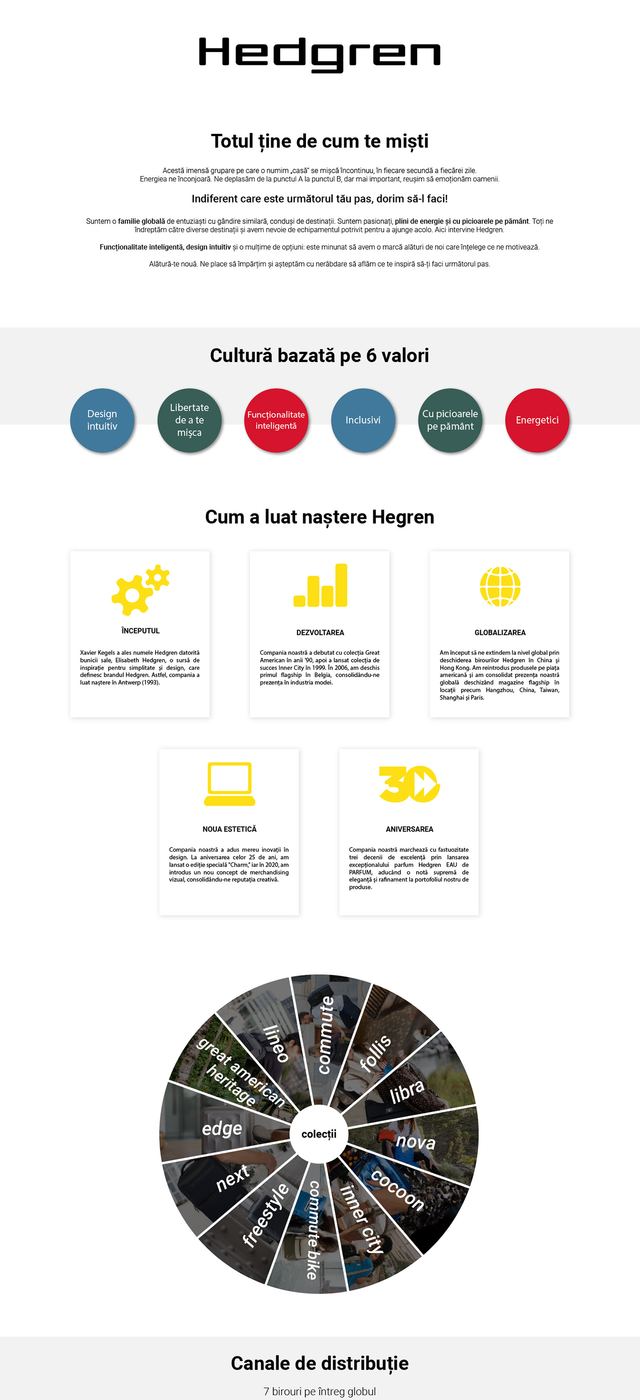 Hedgren
Totul ține de cum te miști
Acestă imensă grupare pe care o numim „casă" se mișcă încontinuu, în fiecare secundă a fiecărei zile.
Energiea ne înconjoară. Ne deplasăm de la punctul A la punctul B, dar mai important, reușim să emoționăm oamenii.
Indiferent care este următorul tău pas, dorim să-l faci!
Suntem o familie globală de entuziaști cu gândire similară, conduși de destinații. Suntem pasionați, plini de energie și cu picioarele pe pământ. Toți ne
îndreptăm către diverse destinații și avem nevoie de echipamentul potrivit pentru a ajunge acolo. Aici intervine Hedgren.
Funcționalitate inteligentă, design intuitiv și o mulțime de opțiuni: este minunat să avem o marcă alături de noi care înțelege ce ne motivează.
Alătură-te nouă. Ne place să împărțim și așteptăm cu nerăbdare să aflăm ce te inspiră să-ți faci următorul pas.
Cultură bazată pe 6 valori
Design
intuitiv
Libertate
de a te
mișca
Funcționalitate
inteligentă
Inclusivi
Cu picioarele
pe pământ
Energetici
Cum a luat naștere Hegren
ÎNCEPUTUL
Xavier Kegels a ales numele Hedgren datorită
bunicii sale, Elisabeth Hedgren, o sursă de
inspirație pentru simplitate și design, care
definesc brandul Hedgren. Astfel, compania a
luat naștere în Antwerp (1993).
DEZVOLTAREA
Compania noastră a debutat cu colecția Great
American în anii '90, apoi a lansat colecția de
succes Inner City în 1999. În 2006, am deschis
primul flagship în Belgia, consolidându-ne
prezența în industria modei.
GLOBALIZAREA
Am început să ne extindem la nivel global prin
deschiderea birourilor Hedgren în China și
Hong Kong. Am reintrodus produsele pe piața
americană și am consolidat prezența noastră
globală deschizând magazine flagship în
locații precum Hangzhou, China, Taiwan,
Shanghai și Paris.
NOUA ESTETICĂ
Compania noastră a adus mereu inovații în
design. La aniversarea celor 25 de ani, am
lansat o ediție specială "Charm," iar în 2020, am
introdus un nou concept de merchandising
vizual, consolidându-ne reputația creativă.
30
ANIVERSAREA
Compania noastră marchează cu fastuozitate
trei decenii de excelență prin lansarea
excepționalului parfum Hedgren EAU de
PARFUM, aducând o notă supremă de
eleganță și rafinament la portofoliul nostru de
produse.
commute
follis
libra
nova
cocoon
inner city
commute bike
freestyle
next
edge
great american
heritage
lineo
colecții
Canale de distribuție
7 birouri pe întreg globul